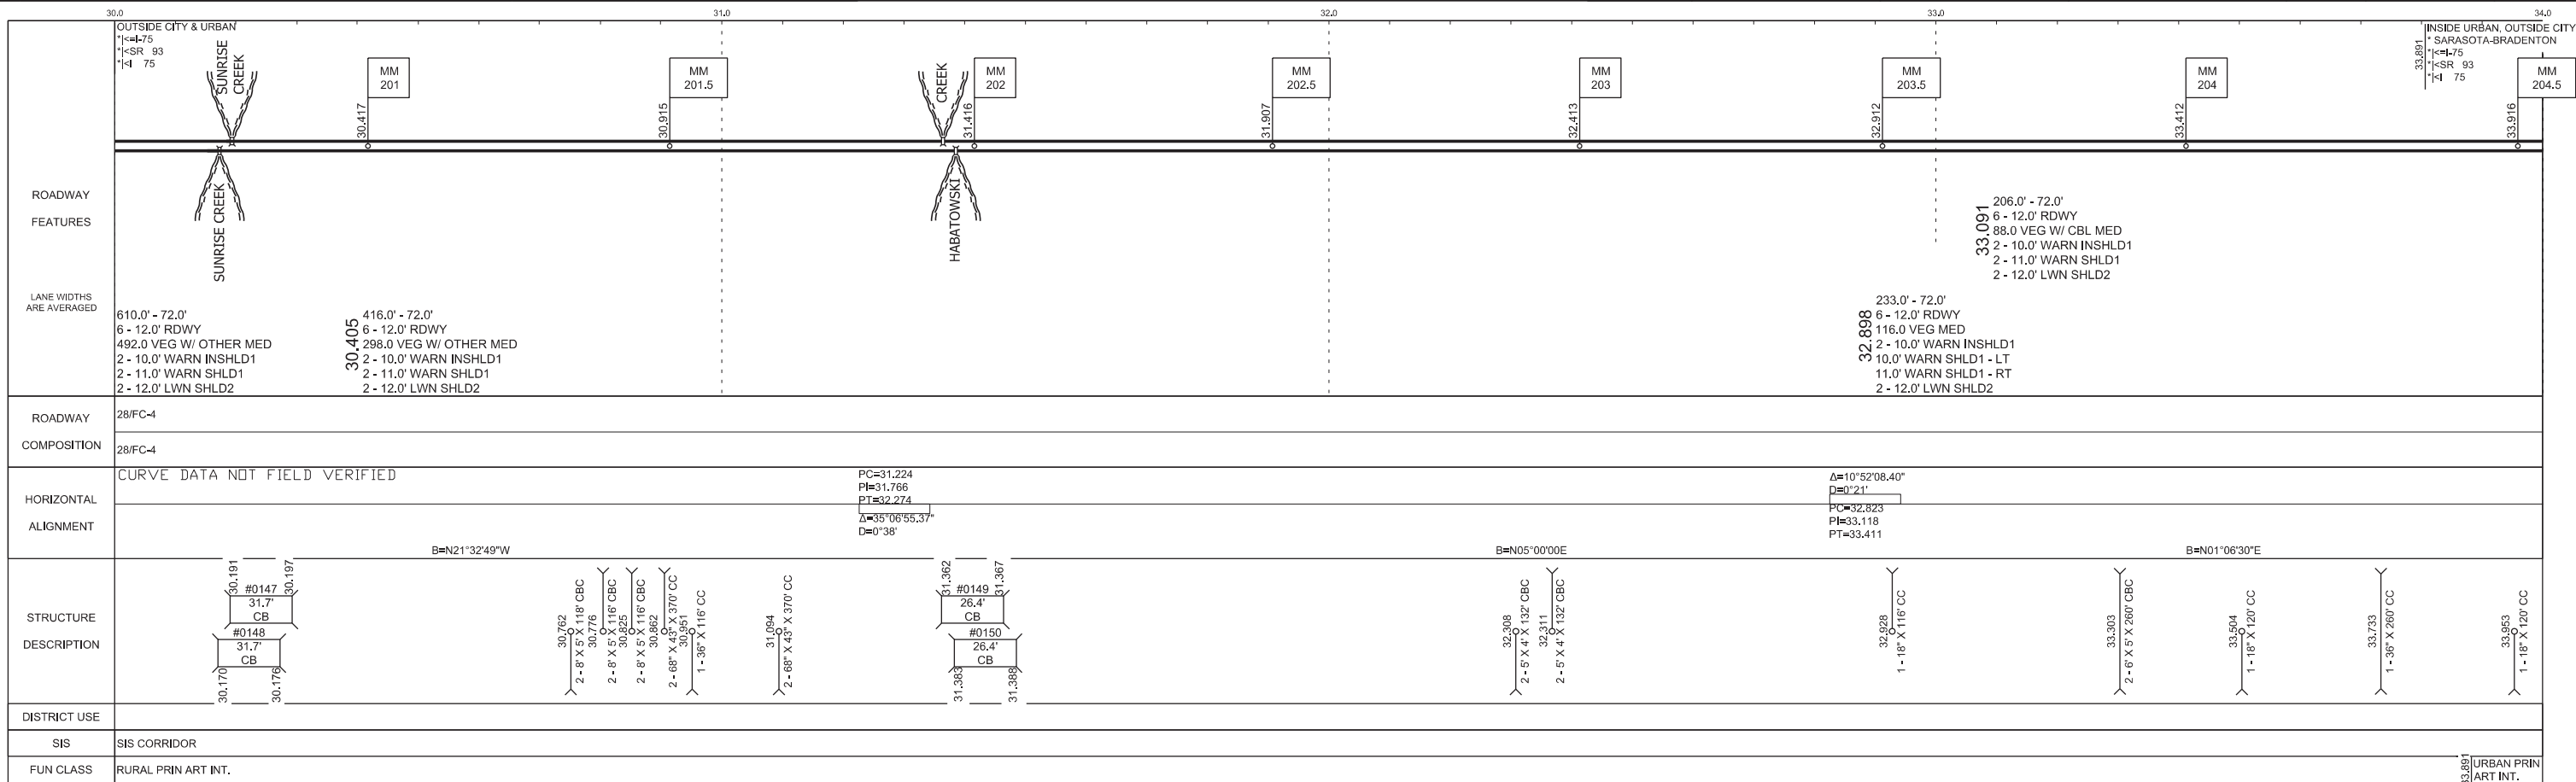 30.0
31.0
32.0
33.0
34.0
OUTSIDE CITY & URBAN
*|<=I-75
*|<SR 93
*|<I 75
SUNRISE
CREEK
MM
201
30.417
MM
201.5
30.915
CREEK
MM
202
31.416
MM
202.5
31.907
MM
203
32.413
MM
203.5
32.912
MM
204
33.412
33.891
INSIDE URBAN, OUTSIDE CITY
* SARASOTA-BRADENTON
*|<=I-75
*|<SR 93
*|<I 75
MM
204.5
33.916
ROADWAY
FEATURES
SUNRISE CREEK
HABATOWSKI
33.091
206.0' - 72.0'
6 - 12.0' RDWY
88.0 VEG W/ CBL MED
2 - 10.0' WARN INSHLD1
2 - 11.0' WARN SHLD1
2 - 12.0' LWN SHLD2
LANE WIDTHS
ARE AVERAGED
610.0' - 72.0'
6 - 12.0' RDWY
492.0 VEG W/ OTHER MED
2 - 10.0' WARN INSHLD1
2 - 11.0' WARN SHLD1
2 - 12.0' LWN SHLD2
30.405
416.0' - 72.0'
6 - 12.0' RDWY
298.0 VEG W/ OTHER MED
2 - 10.0' WARN INSHLD1
2 - 11.0' WARN SHLD1
2 - 12.0' LWN SHLD2
32.898
233.0' - 72.0'
6 - 12.0' RDWY
116.0 VEG MED
2 - 10.0' WARN INSHLD1
10.0' WARN SHLD1 - LT
11.0' WARN SHLD1 - RT
2 - 12.0' LWN SHLD2
ROADWAY
COMPOSITION
28/FC-4
28/FC-4
HORIZONTAL
ALIGNMENT
CURVE DATA NOT FIELD VERIFIED
PC=31.224
PI=31.766
PT=32.274
Δ=35°06'55.37"
D=0°38'
Δ=10°52'08.40"
D=0°21'
PC=32.823
PI=33.118
PT=33.411
B=N21°32'49"W
B=N05°00'00E
B=N01°06'30"E
STRUCTURE
DESCRIPTION
30.191
30.197
#0147
31.7'
CB
#0148
31.7'
CB
30.170
30.176
30.762
2 - 8' X 5' X 118' CBC
30.776
2 - 8' X 5' X 116' CBC
30.825
2 - 8' X 5' X 116' CBC
30.862
2 - 68" X 43" X 370' CC
30.951
1 - 36" X 116' CC
31.094
2 - 68" X 43" X 370' CC
31.362
31.367
#0149
26.4'
CB
#0150
26.4'
CB
31.383
31.388
32.308
2 - 5' X 4' X 132' CBC
32.311
2 - 5' X 4' X 132' CBC
32.928
1 - 18" X 116' CC
33.303
2 - 6' X 5' X 260' CBC
33.504
1 - 18" X 120' CC
33.733
1 - 36" X 260' CC
33.953
1 - 18" X 120' CC
DISTRICT USE
SIS
SIS CORRIDOR
FUN CLASS
RURAL PRIN ART INT.
33.891
URBAN PRIN
ART INT.